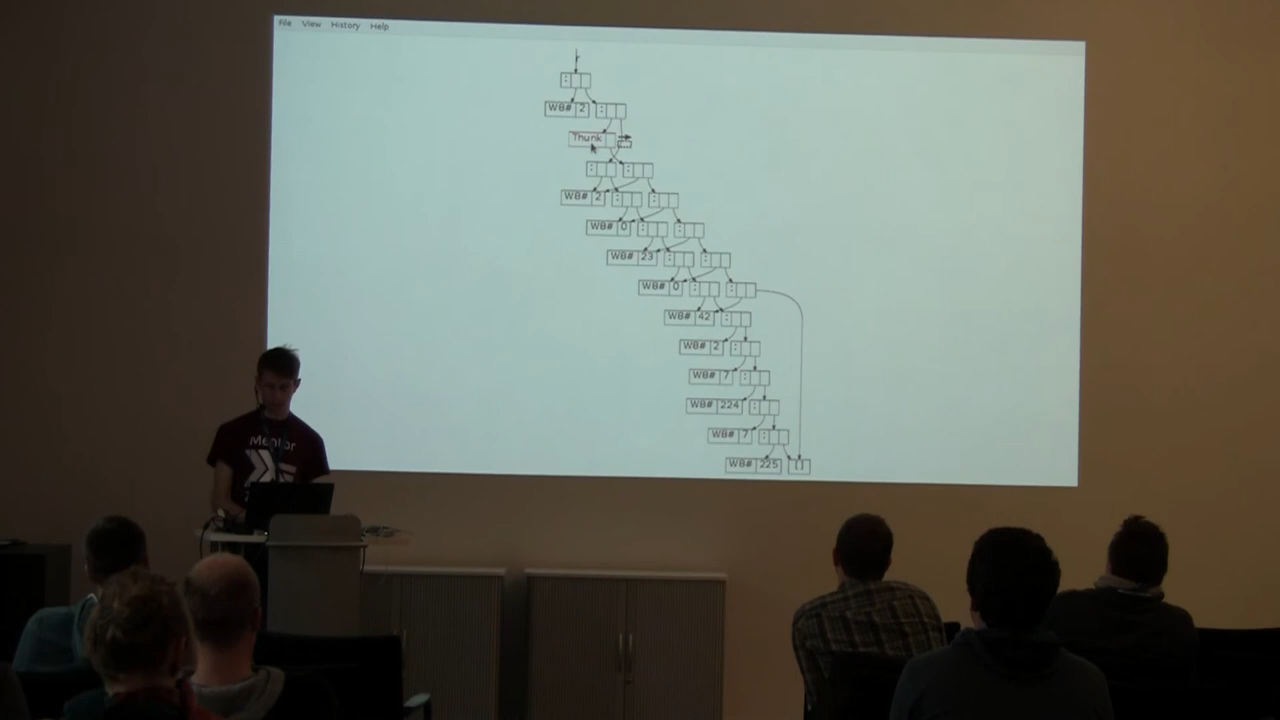 File View History Help
r
:
W8# 2 :
Thunk
: :
W8# 2 : :
W8# 0 : :
W8# 23 : :
W8# 0 : :
W8# 42 :
W8# 2 :
W8# 7 :
W8# 224 :
W8# 7 :
W8# 225 []
Mentor